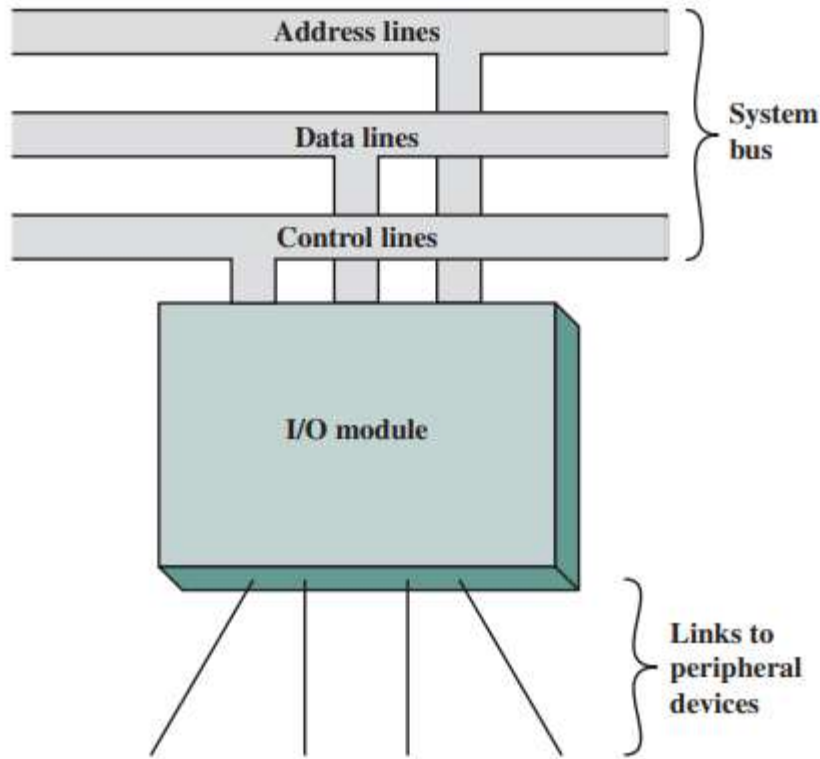 Address lines
Data lines
Control lines
System
bus
I/O module
Links to
peripheral
devices